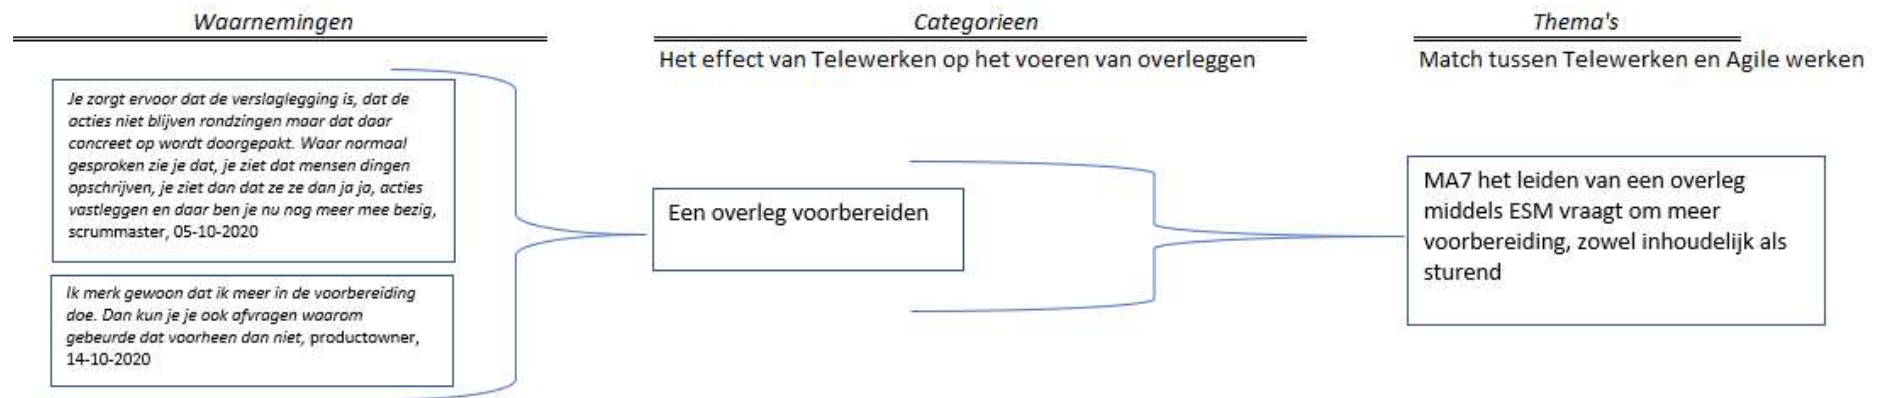 Waarnemingen
Categorieen
Thema's
Het effect van Telewerken op het voeren van overleggen
Match tussen Telewerken en Agile werken
Je zorgt ervoor dat de verslaglegging is, dat de
acties niet blijven rondzingen maar dat daar
concreet op wordt doorgepakt. Waar normaal
gesproken zie je dat, je ziet dat mensen dingen
opschrijven, je ziet dan dat ze ze dan ja ja, acties
vastleggen en daar ben je nu nog meer mee bezig,
scrummaster, 05-10-2020
Ik merk gewoon dat ik meer in de voorbereiding
doe. Dan kun je je ook afvragen waarom
gebeurde dat voorheen dan niet, productowner,
14-10-2020
Een overleg voorbereiden
MA7 het leiden van een overleg
middels ESM vraagt om meer
voorbereiding, zowel inhoudelijk als
sturend